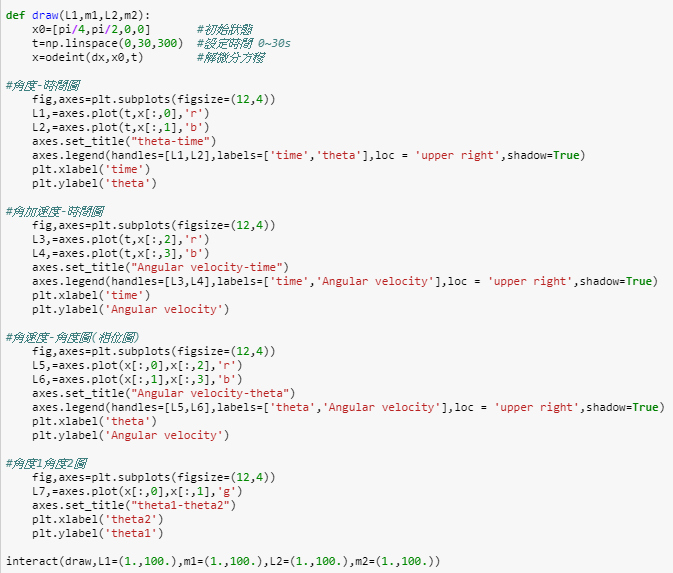 def draw(L1,m1,L2,m2):
    x0=[pi/4,pi/2,0,0]       #初始狀態
    t=np.linspace(0,30,300)  #設定時間 0~30s
    x=odeint(dx,x0,t)        #解微分方程
#角度-時間圖
    fig,axes=plt.subplots(figsize=(12,4))
    L1,=axes.plot(t,x[:,0],'r')
    L2,=axes.plot(t,x[:,1],'b')
    axes.set_title("theta-time")
    axes.legend(handles=[L1,L2],labels=['time','theta'],loc = 'upper right',shadow=True)
    plt.xlabel('time')
    plt.ylabel('theta')
#角加速度-時間圖
    fig,axes=plt.subplots(figsize=(12,4))
    L3,=axes.plot(t,x[:,2],'r')
    L4,=axes.plot(t,x[:,3],'b')
    axes.set_title("Angular velocity-time")
    axes.legend(handles=[L3,L4],labels=['time','Angular velocity'],loc = 'upper right',shadow=True)
    plt.xlabel('time')
    plt.ylabel('Angular velocity')
#角速度-角度圖(相位圖)
    fig,axes=plt.subplots(figsize=(12,4))
    L5,=axes.plot(x[:,0],x[:,2],'r')
    L6,=axes.plot(x[:,1],x[:,3],'b')
    axes.set_title("Angular velocity-theta")
    axes.legend(handles=[L5,L6],labels=['theta','Angular velocity'],loc = 'upper right',shadow=True)
    plt.xlabel('theta')
    plt.ylabel('Angular velocity')
#角度1角度2圖
    fig,axes=plt.subplots(figsize=(12,4))
    L7,=axes.plot(x[:,0],x[:,1],'g')
    axes.set_title("theta1-theta2")
    plt.xlabel('theta2')
    plt.ylabel('theta1')
interact(draw,L1=(1.,100.),m1=(1.,100.),L2=(1.,100.),m2=(1.,100.))